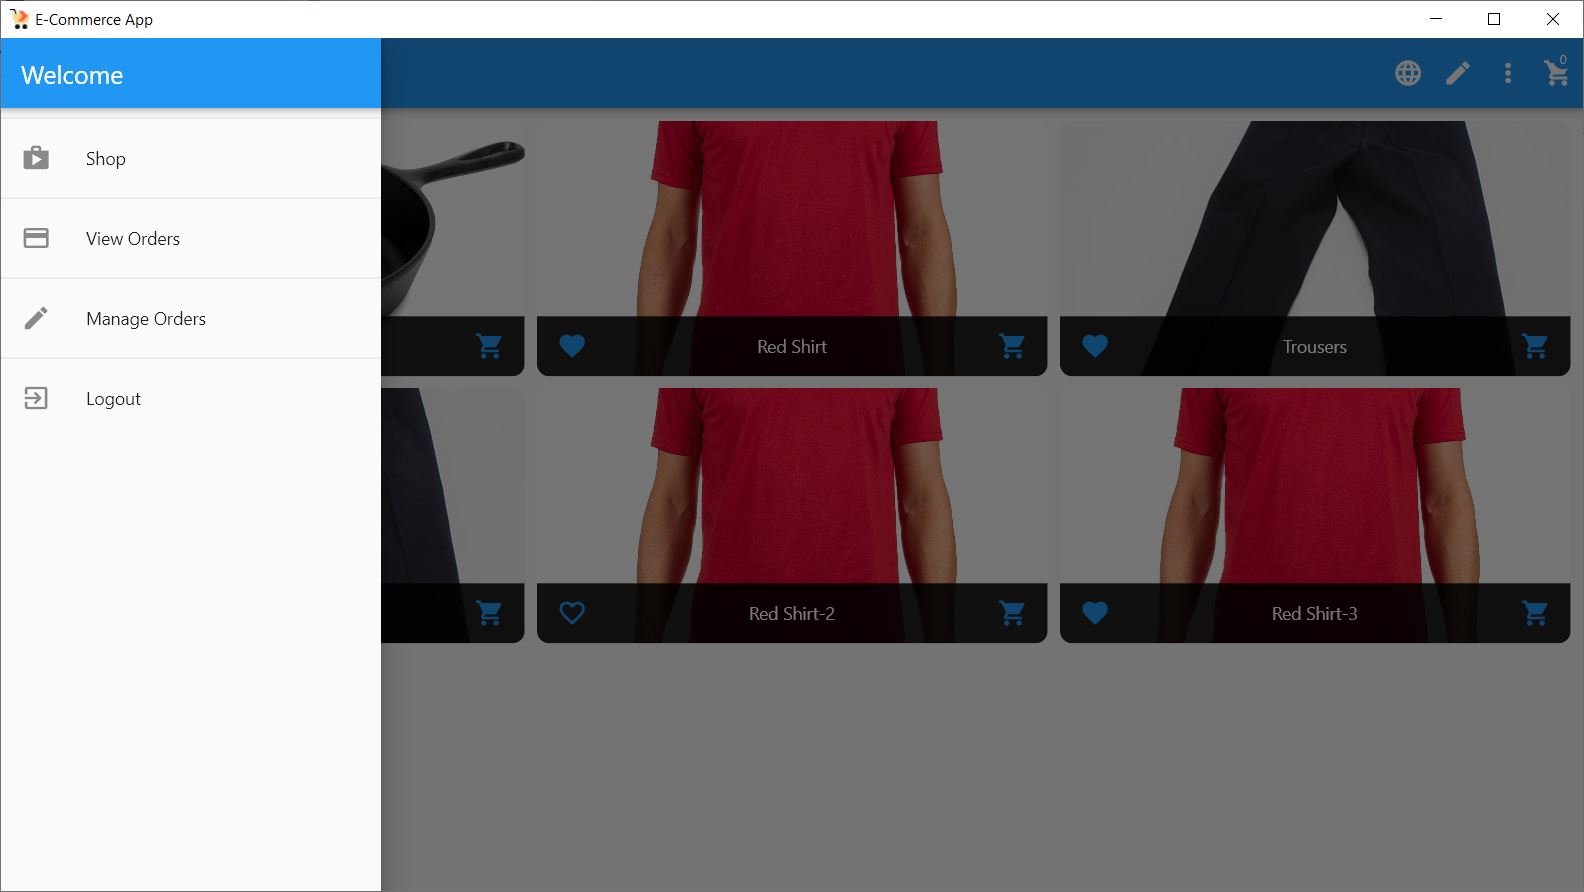 E-Commerce App
Welcome
0
Shop
View Orders
Manage Orders
Logout
Red Shirt
Trousers
Red Shirt-2
Red Shirt-3